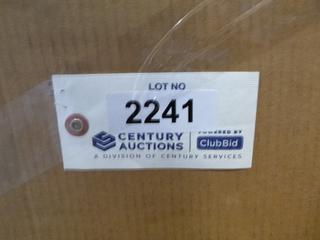 LOT NO
2241
CENTURY AUCTIONS
POWERED BY
ClubBid
A DIVISION OF CENTURY SERVICES